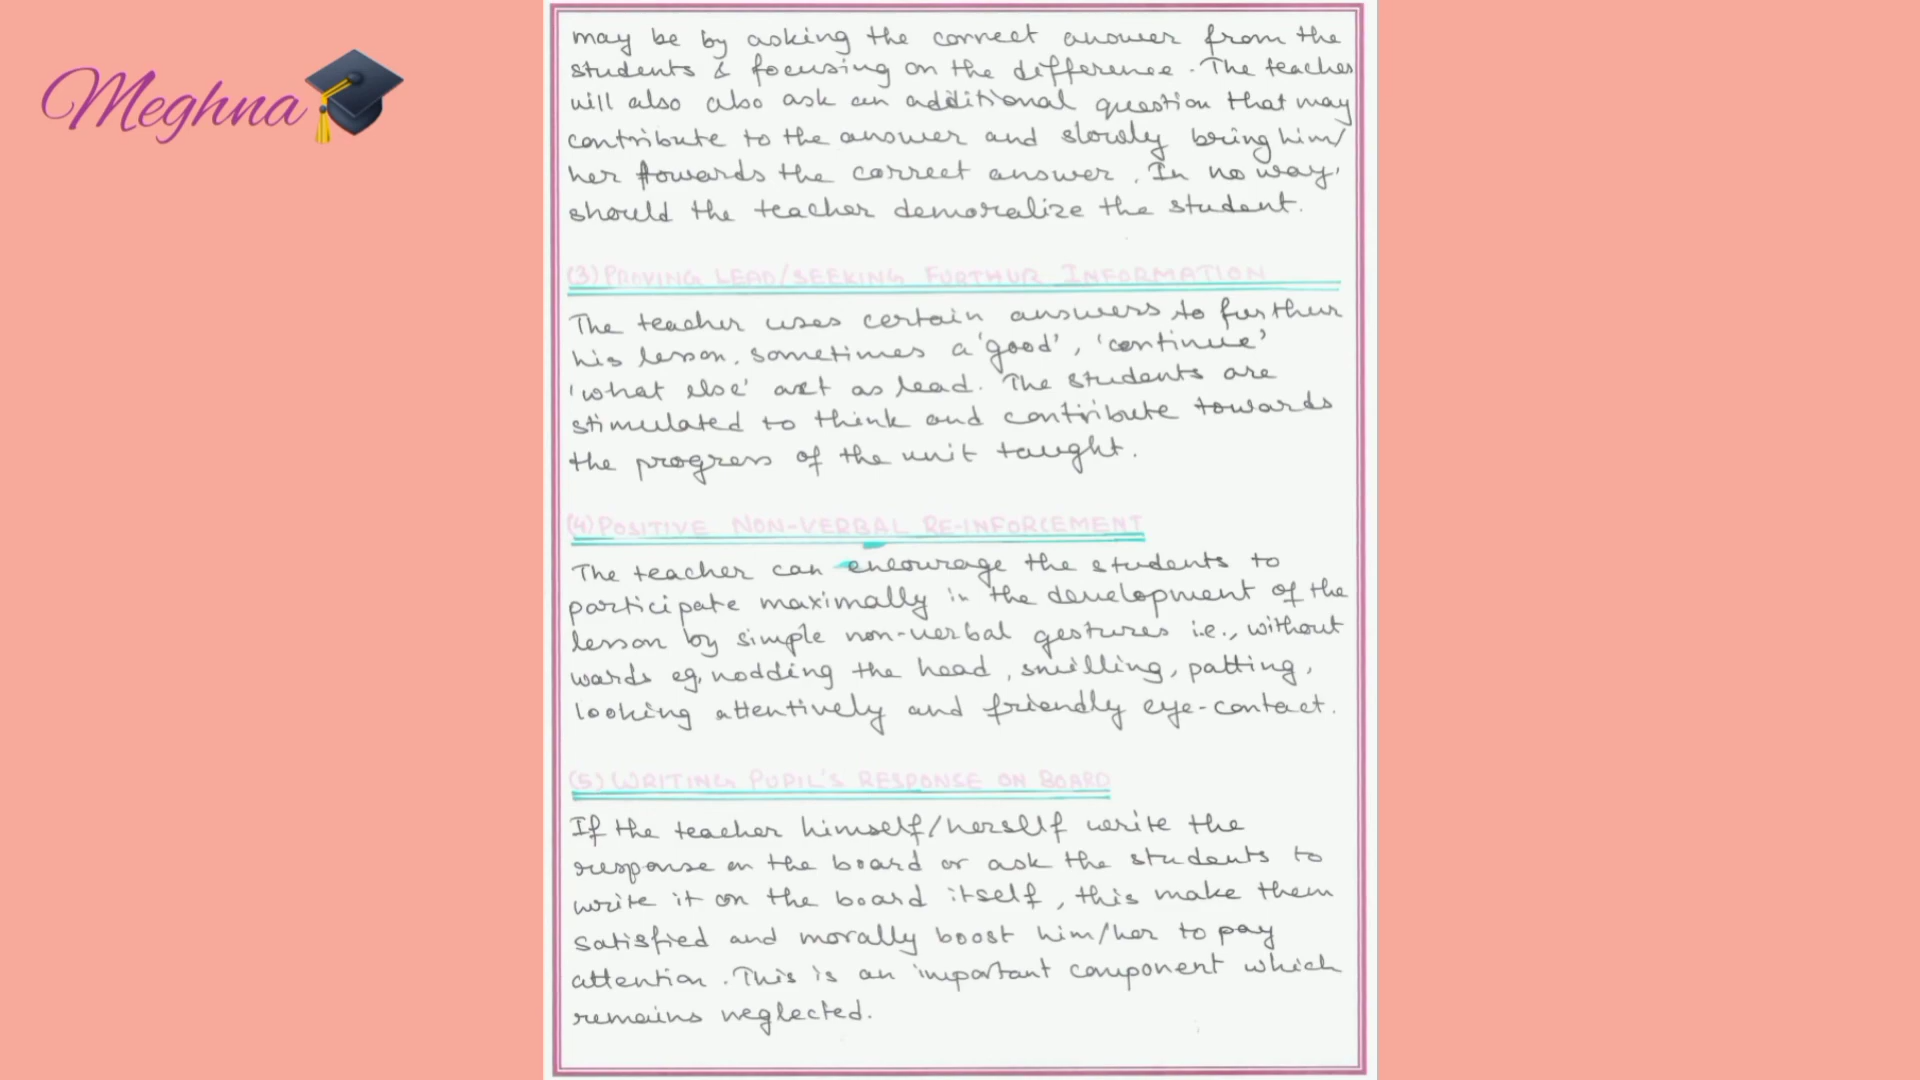 Meghna
may be by asking the correct answer from the
students & focusing on the difference. The teacher
will also also ask an additional question that may
contribute to the answer and slowly bring him/
her towards the correct answer. In no way,
should the teacher demoralize the student.
(3) PROVING LEAD/SEEKING FURTHUR INFORMATION
The teacher uses certain answers to furthur
his lesson. sometimes a 'good', 'continue'
'what else' act as lead. The students are
stimulated to think and contribute towards
the progress of the unit taught.
(4) POSITIVE NON-VERBAL RE-INFORCEMENT
The teacher can encourage the students to
participate maximally in the development of the
lesson by simple non-verbal gestures i.e., without
words eg, nodding the head, smilling, patting,
looking attentively and friendly eye-contact.
(5) WRITING PUPIL'S RESPONSE ON BOARD
If the teacher himself/herself write the
response on the board or ask the students to
write it on the board itself, this make them
satisfied and morally boost him/her to pay
attention. This is an important component which
remains neglected.